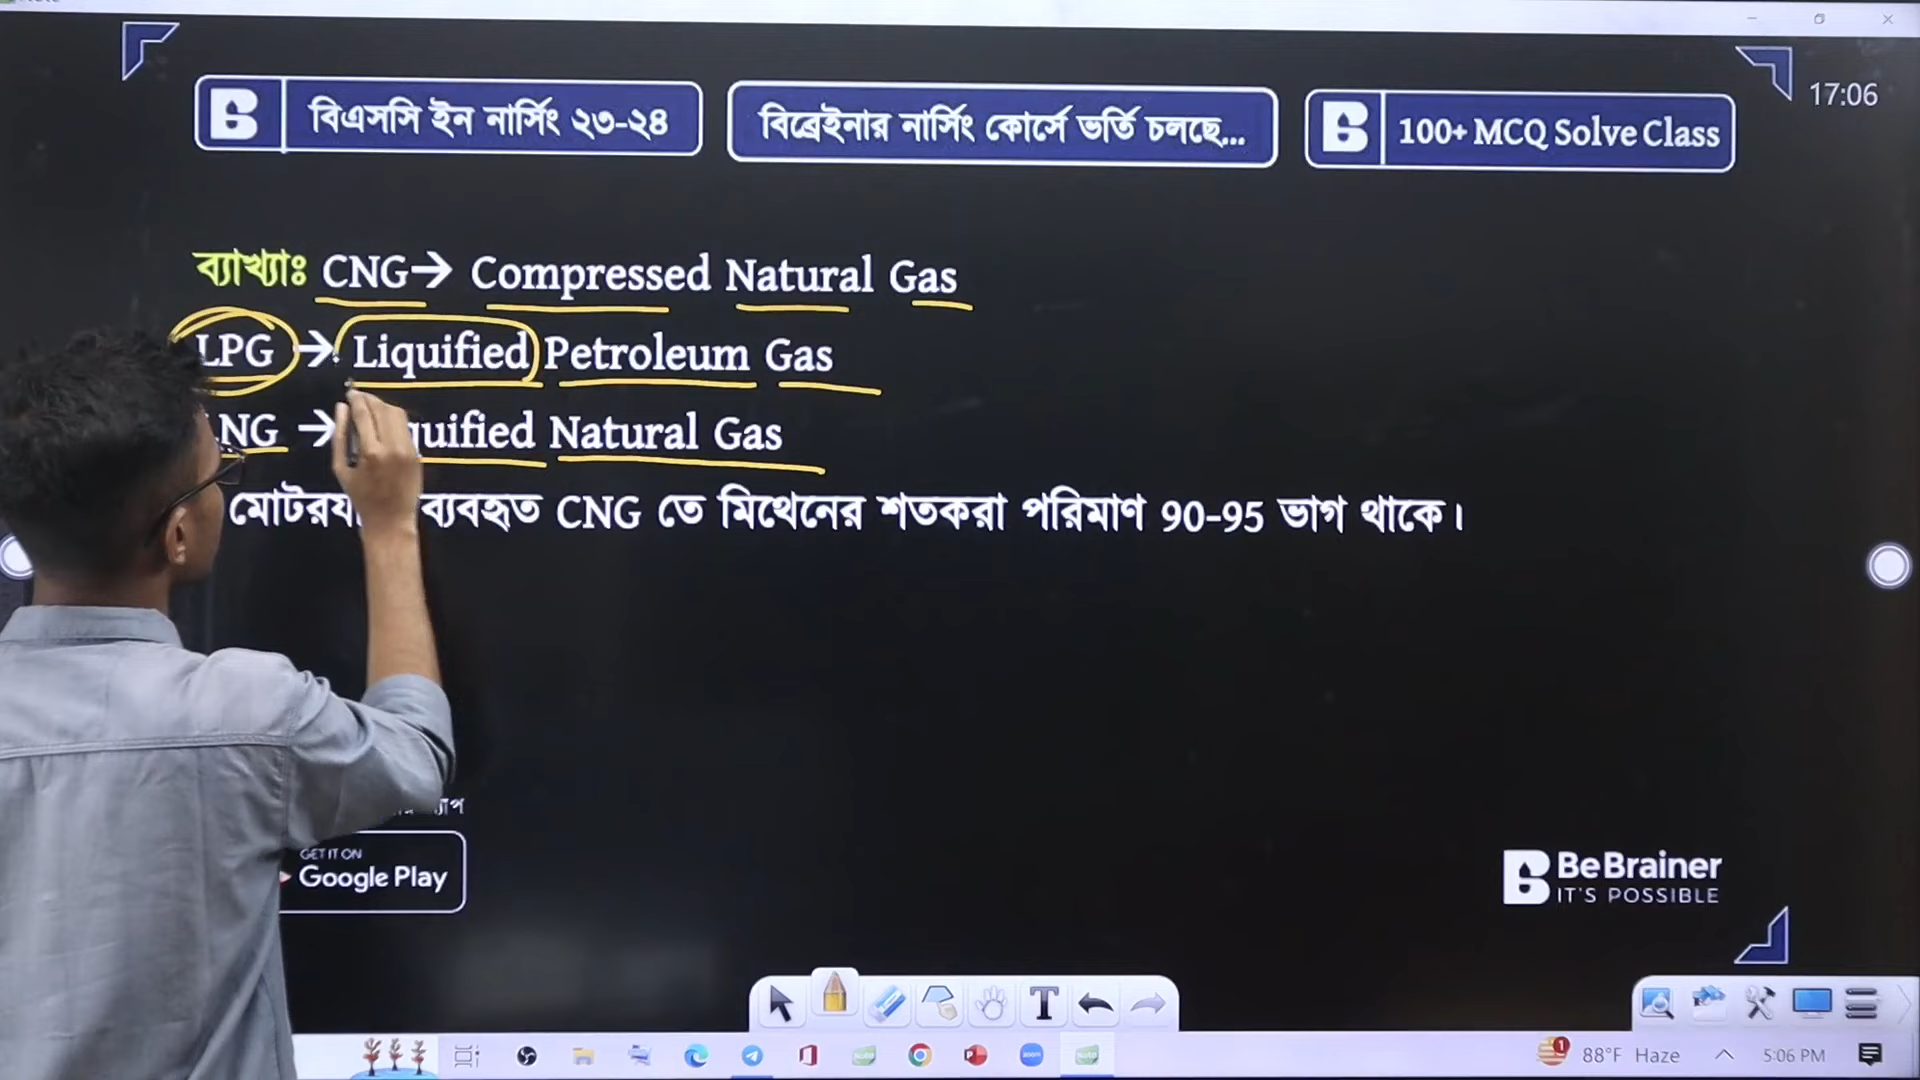 17:06
বিএসসি ইন নার্সিং ২৩-২৪
বিব্রেইনার নার্সিং কোর্সে ভর্তি চলছে...
100+ MCQ Solve Class
ব্যাখ্যাঃ CNG→ Compressed Natural Gas
LPG → Liquified Petroleum Gas
LNG → Liquified Natural Gas
মোটরযানে ব্যবহৃত CNG তে মিথেনের শতকরা পরিমাণ 90-95 ভাগ থাকে।
GET IT ON
Google Play
BeBrainer
IT'S POSSIBLE
88°F Haze
5:06 PM